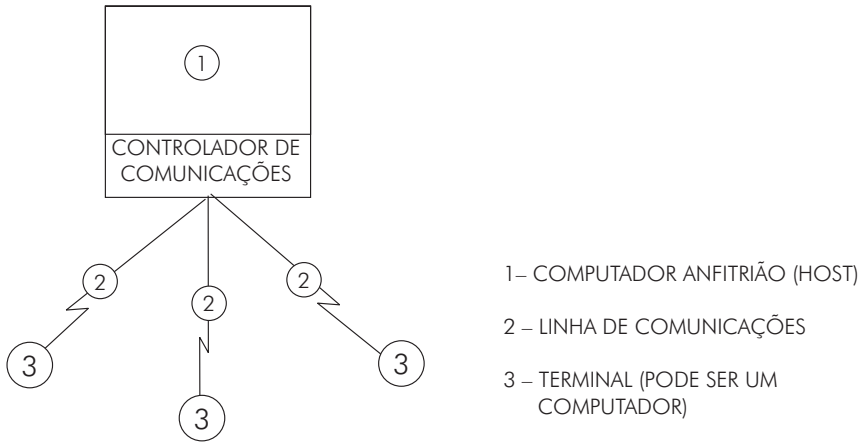 1
CONTROLADOR DE
COMUNICAÇÕES
2
2
2
3
3
3
1– COMPUTADOR ANFITRIÃO (HOST)
2 – LINHA DE COMUNICAÇÕES
3 – TERMINAL (PODE SER UM
COMPUTADOR)